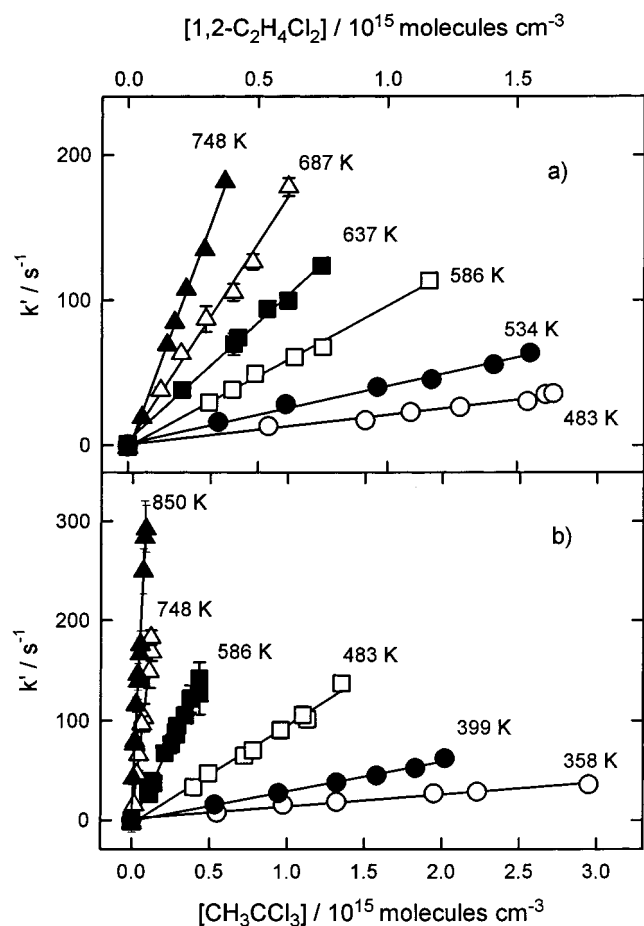 [1,2-C2H4Cl2] / 10^15 molecules cm^-3
0.0 0.5 1.0 1.5
a)
k' / s^-1
200
100
0
748 K
687 K
637 K
586 K
534 K
483 K
b)
k' / s^-1
300
200
100
0
850 K
748 K
586 K
483 K
399 K
358 K
0.0 0.5 1.0 1.5 2.0 2.5 3.0
[CH3CCl3] / 10^15 molecules cm^-3